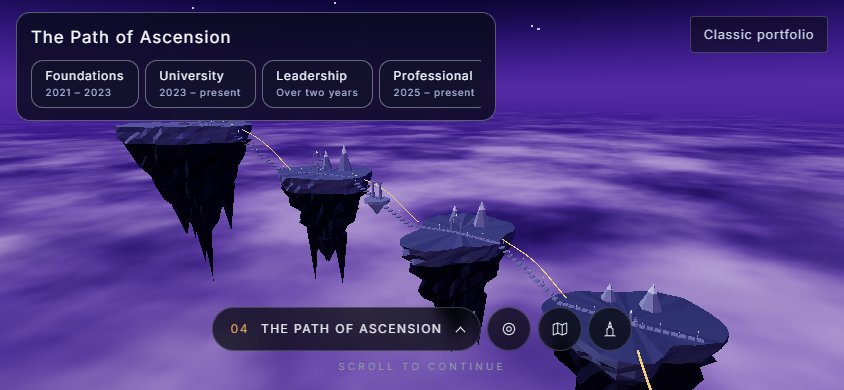 The Path of Ascension
Classic portfolio
Foundations
2021 – 2023
University
2023 – present
Leadership
Over two years
Professional
2025 – present
04 THE PATH OF ASCENSION
SCROLL TO CONTINUE